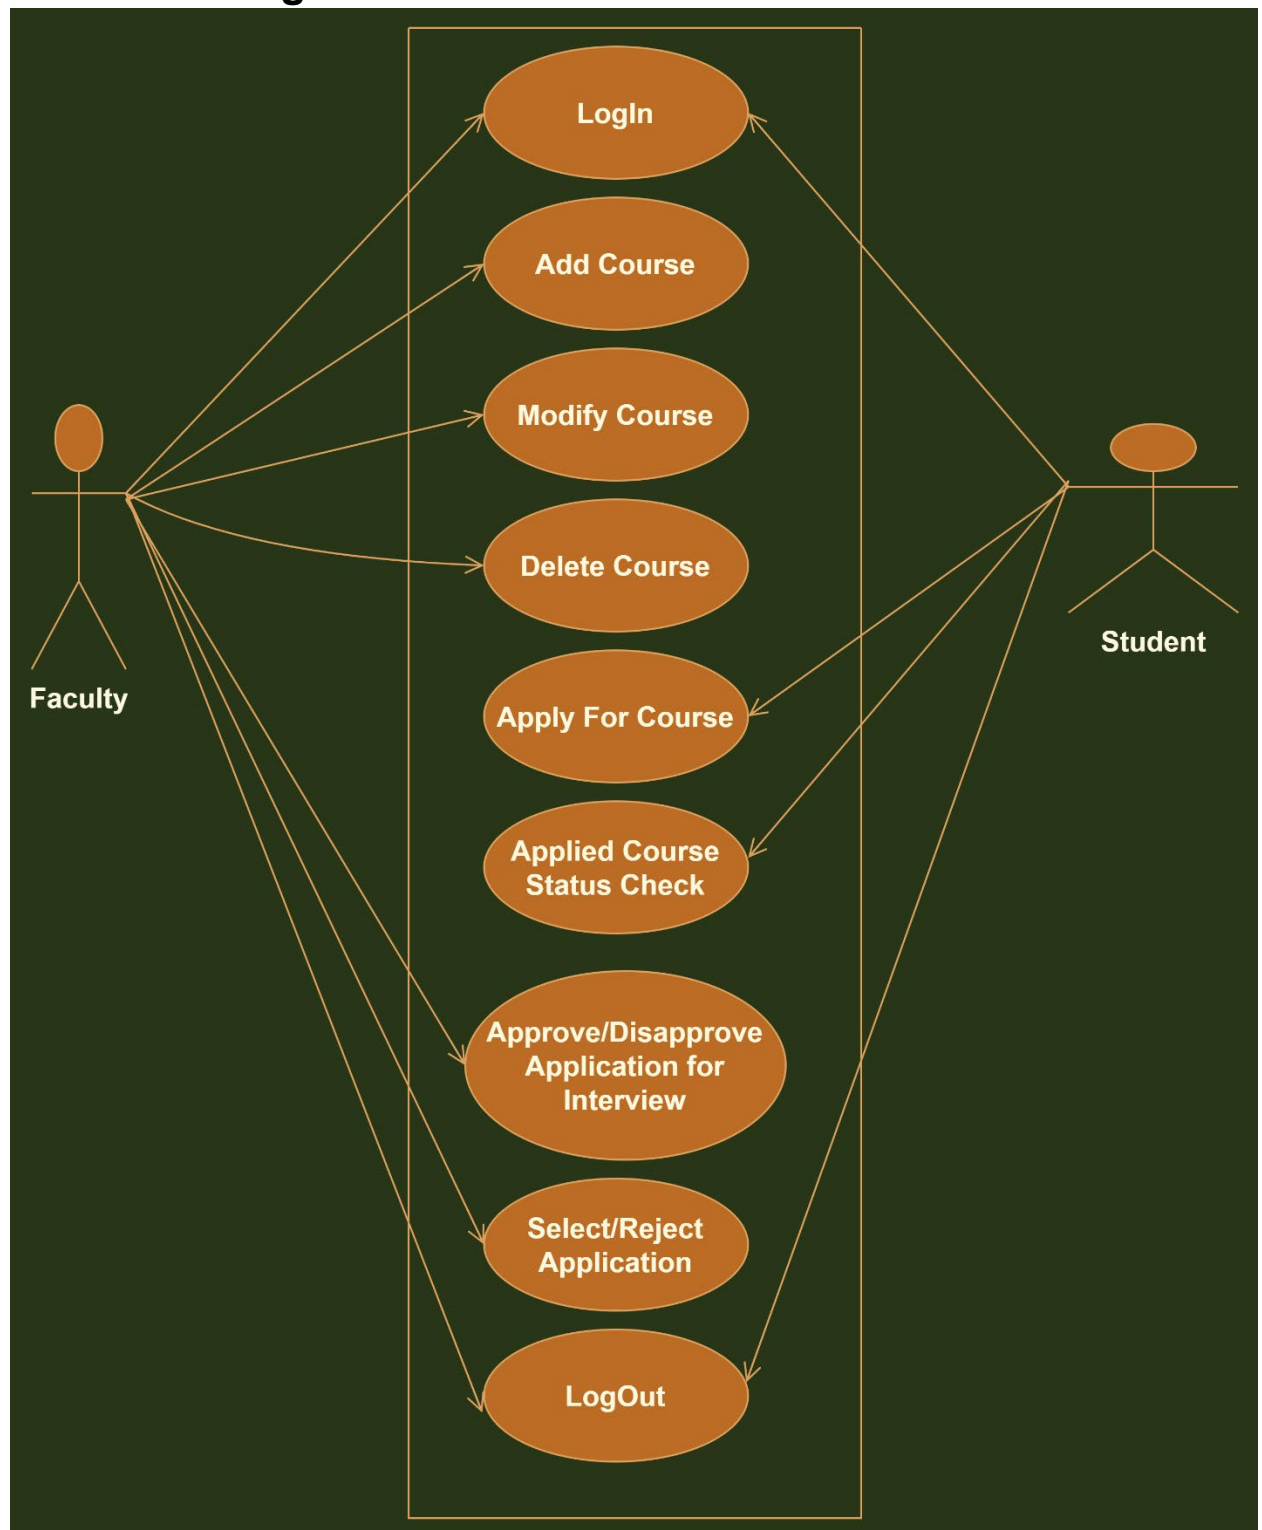 LogIn
Add Course
Modify Course
Delete Course
Faculty
Student
Apply For Course
Applied Course
Status Check
Approve/Disapprove
Application for
Interview
Select/Reject
Application
LogOut